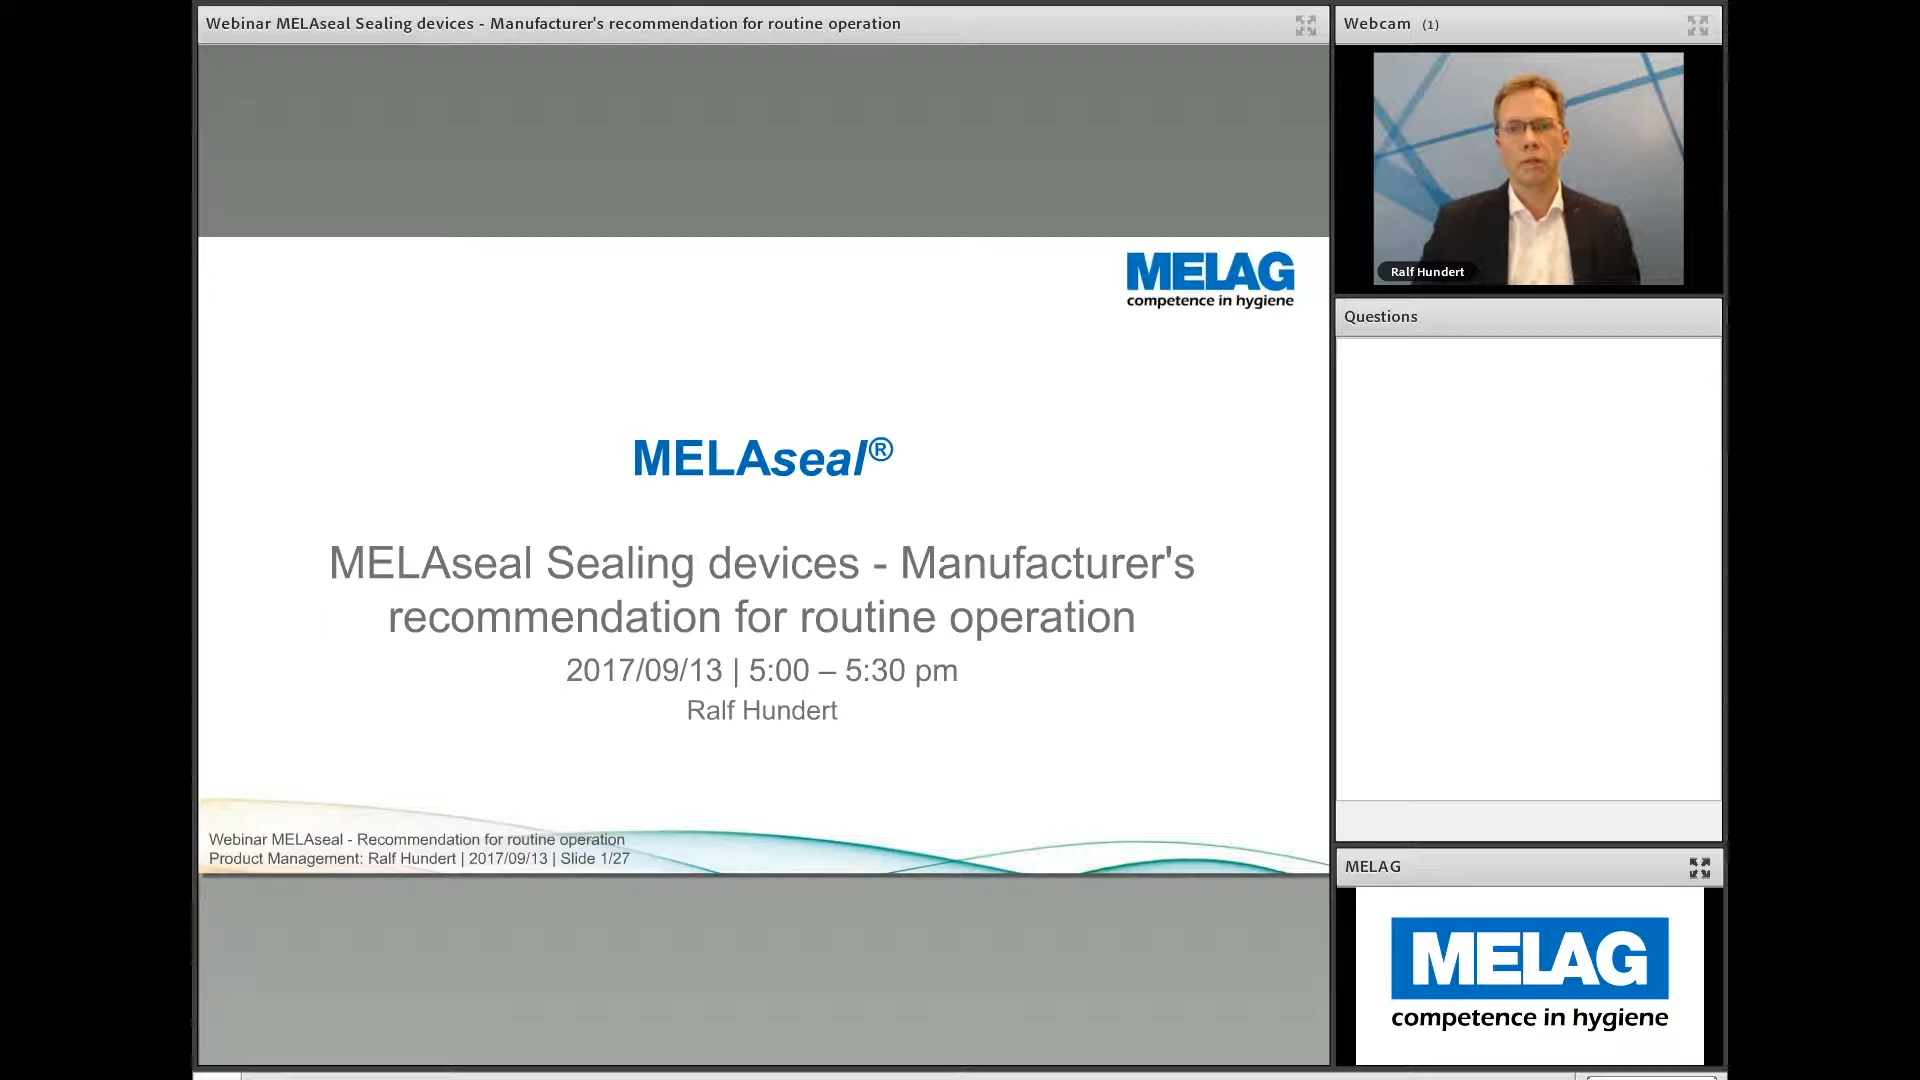 Webinar MELAseal Sealing devices - Manufacturer's recommendation for routine operation
MELAG
competence in hygiene
MELAseal®
MELAseal Sealing devices - Manufacturer's
recommendation for routine operation
2017/09/13 | 5:00 – 5:30 pm
Ralf Hundert
Webinar MELAseal - Recommendation for routine operation
Product Management: Ralf Hundert | 2017/09/13 | Slide 1/27
Webcam (1)
Ralf Hundert
Questions
MELAG
MELAG
competence in hygiene